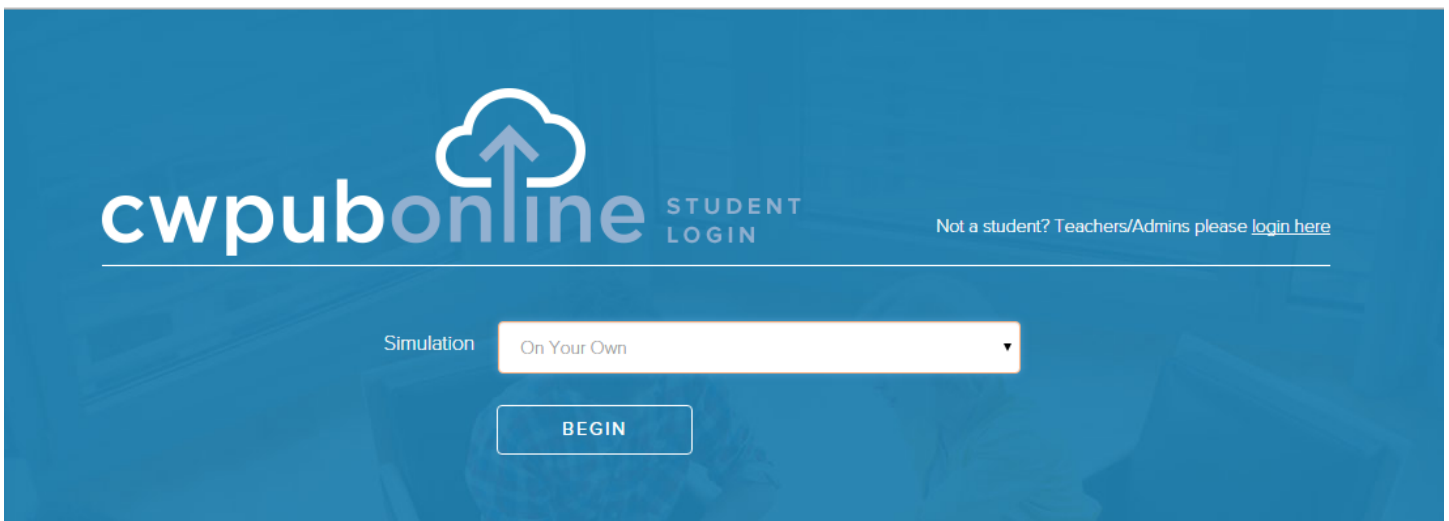 cwpubonline STUDENT
LOGIN
Not a student? Teachers/Admins please login here
Simulation On Your Own
BEGIN